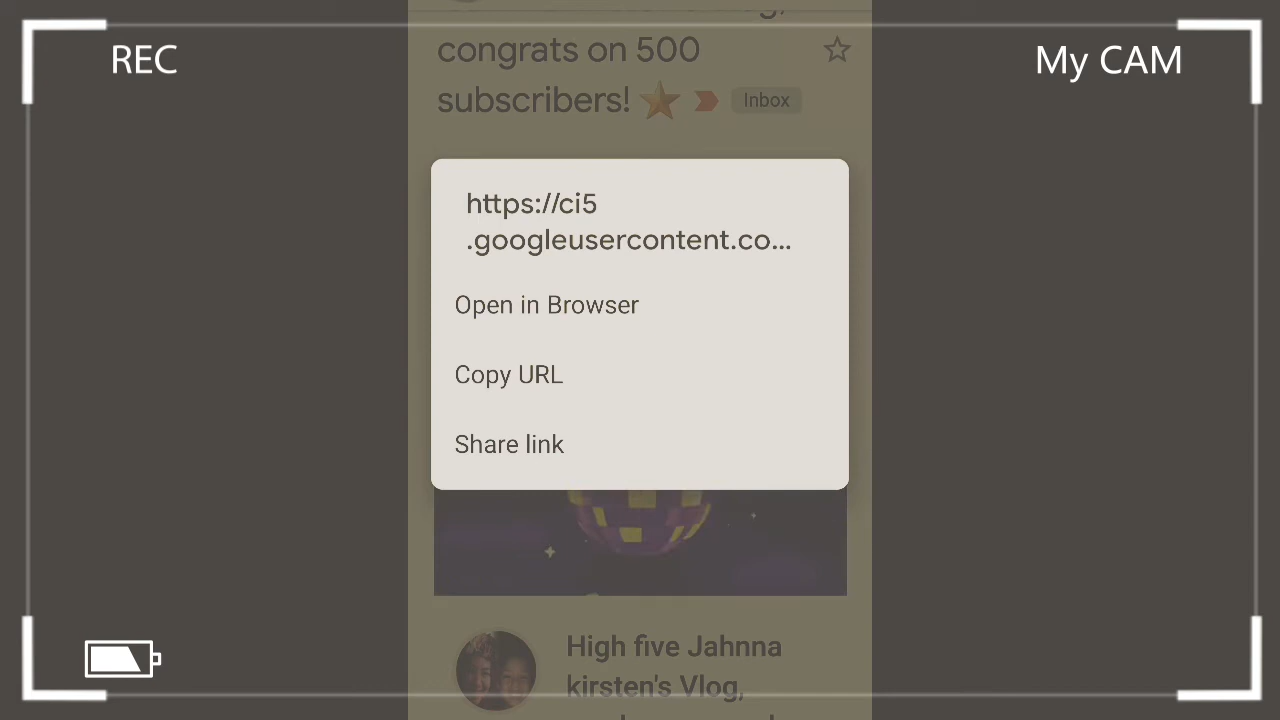 REC
My CAM
congrats on 500
subscribers!
Inbox
https://ci5
.googleusercontent.co...
Open in Browser
Copy URL
Share link
High five Jahnna
kirsten's Vlog,